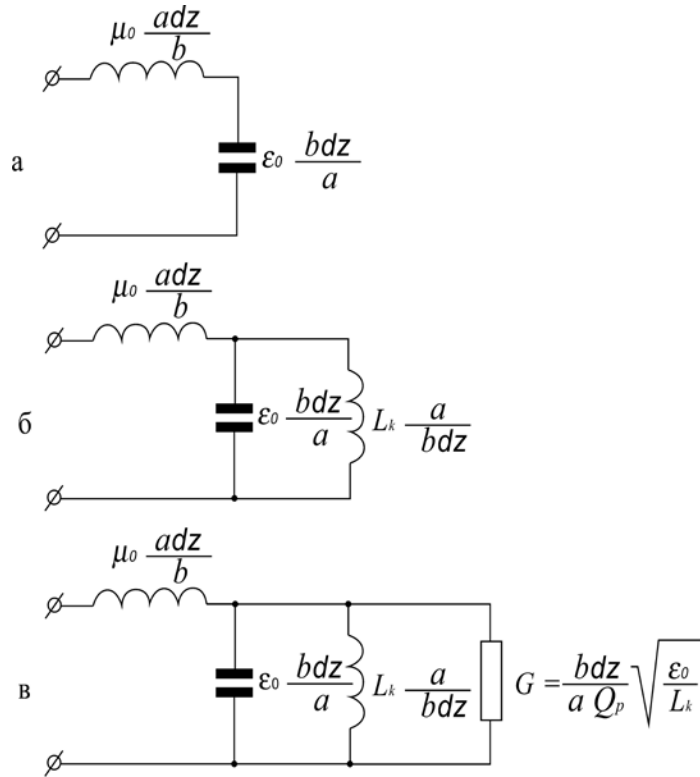 μ₀ adz/b
а
ε₀ bdz/a
μ₀ adz/b
б
ε₀ bdz/a Lₖ a/bdz
μ₀ adz/b
в
ε₀ bdz/a Lₖ a/bdz G = bdz/(a Qₚ) √(ε₀/Lₖ)